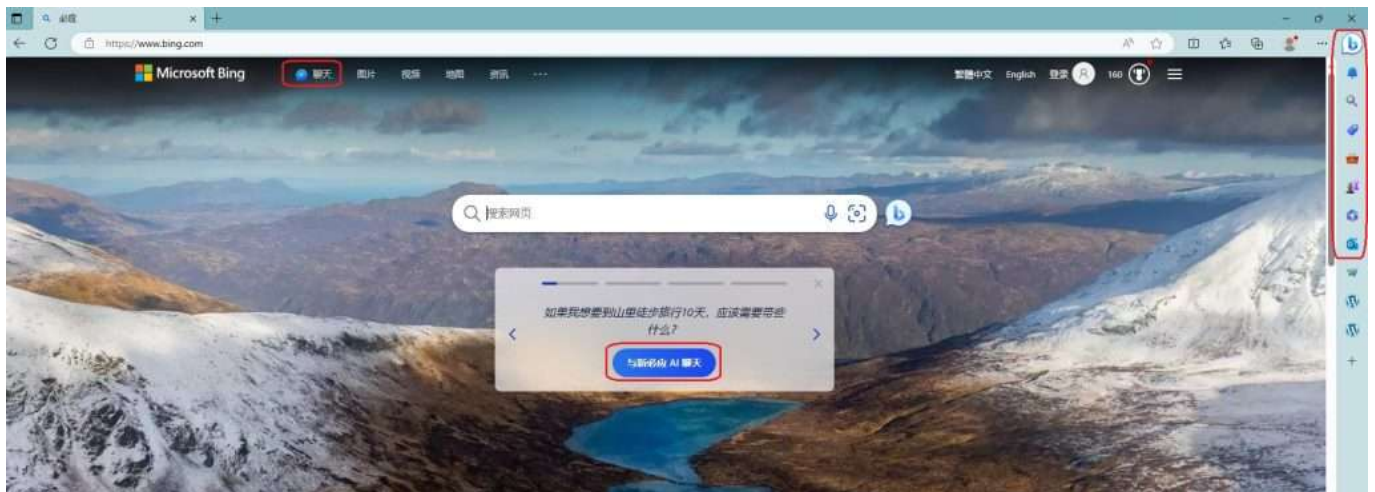 必应
https://www.bing.com
Microsoft Bing 聊天 图片 视频 地图 资讯 ... 繁體中文 English 登录 160
搜索网页
如果我想要到山里徒步旅行10天，应该需要带些
什么?
与新必应 AI 聊天